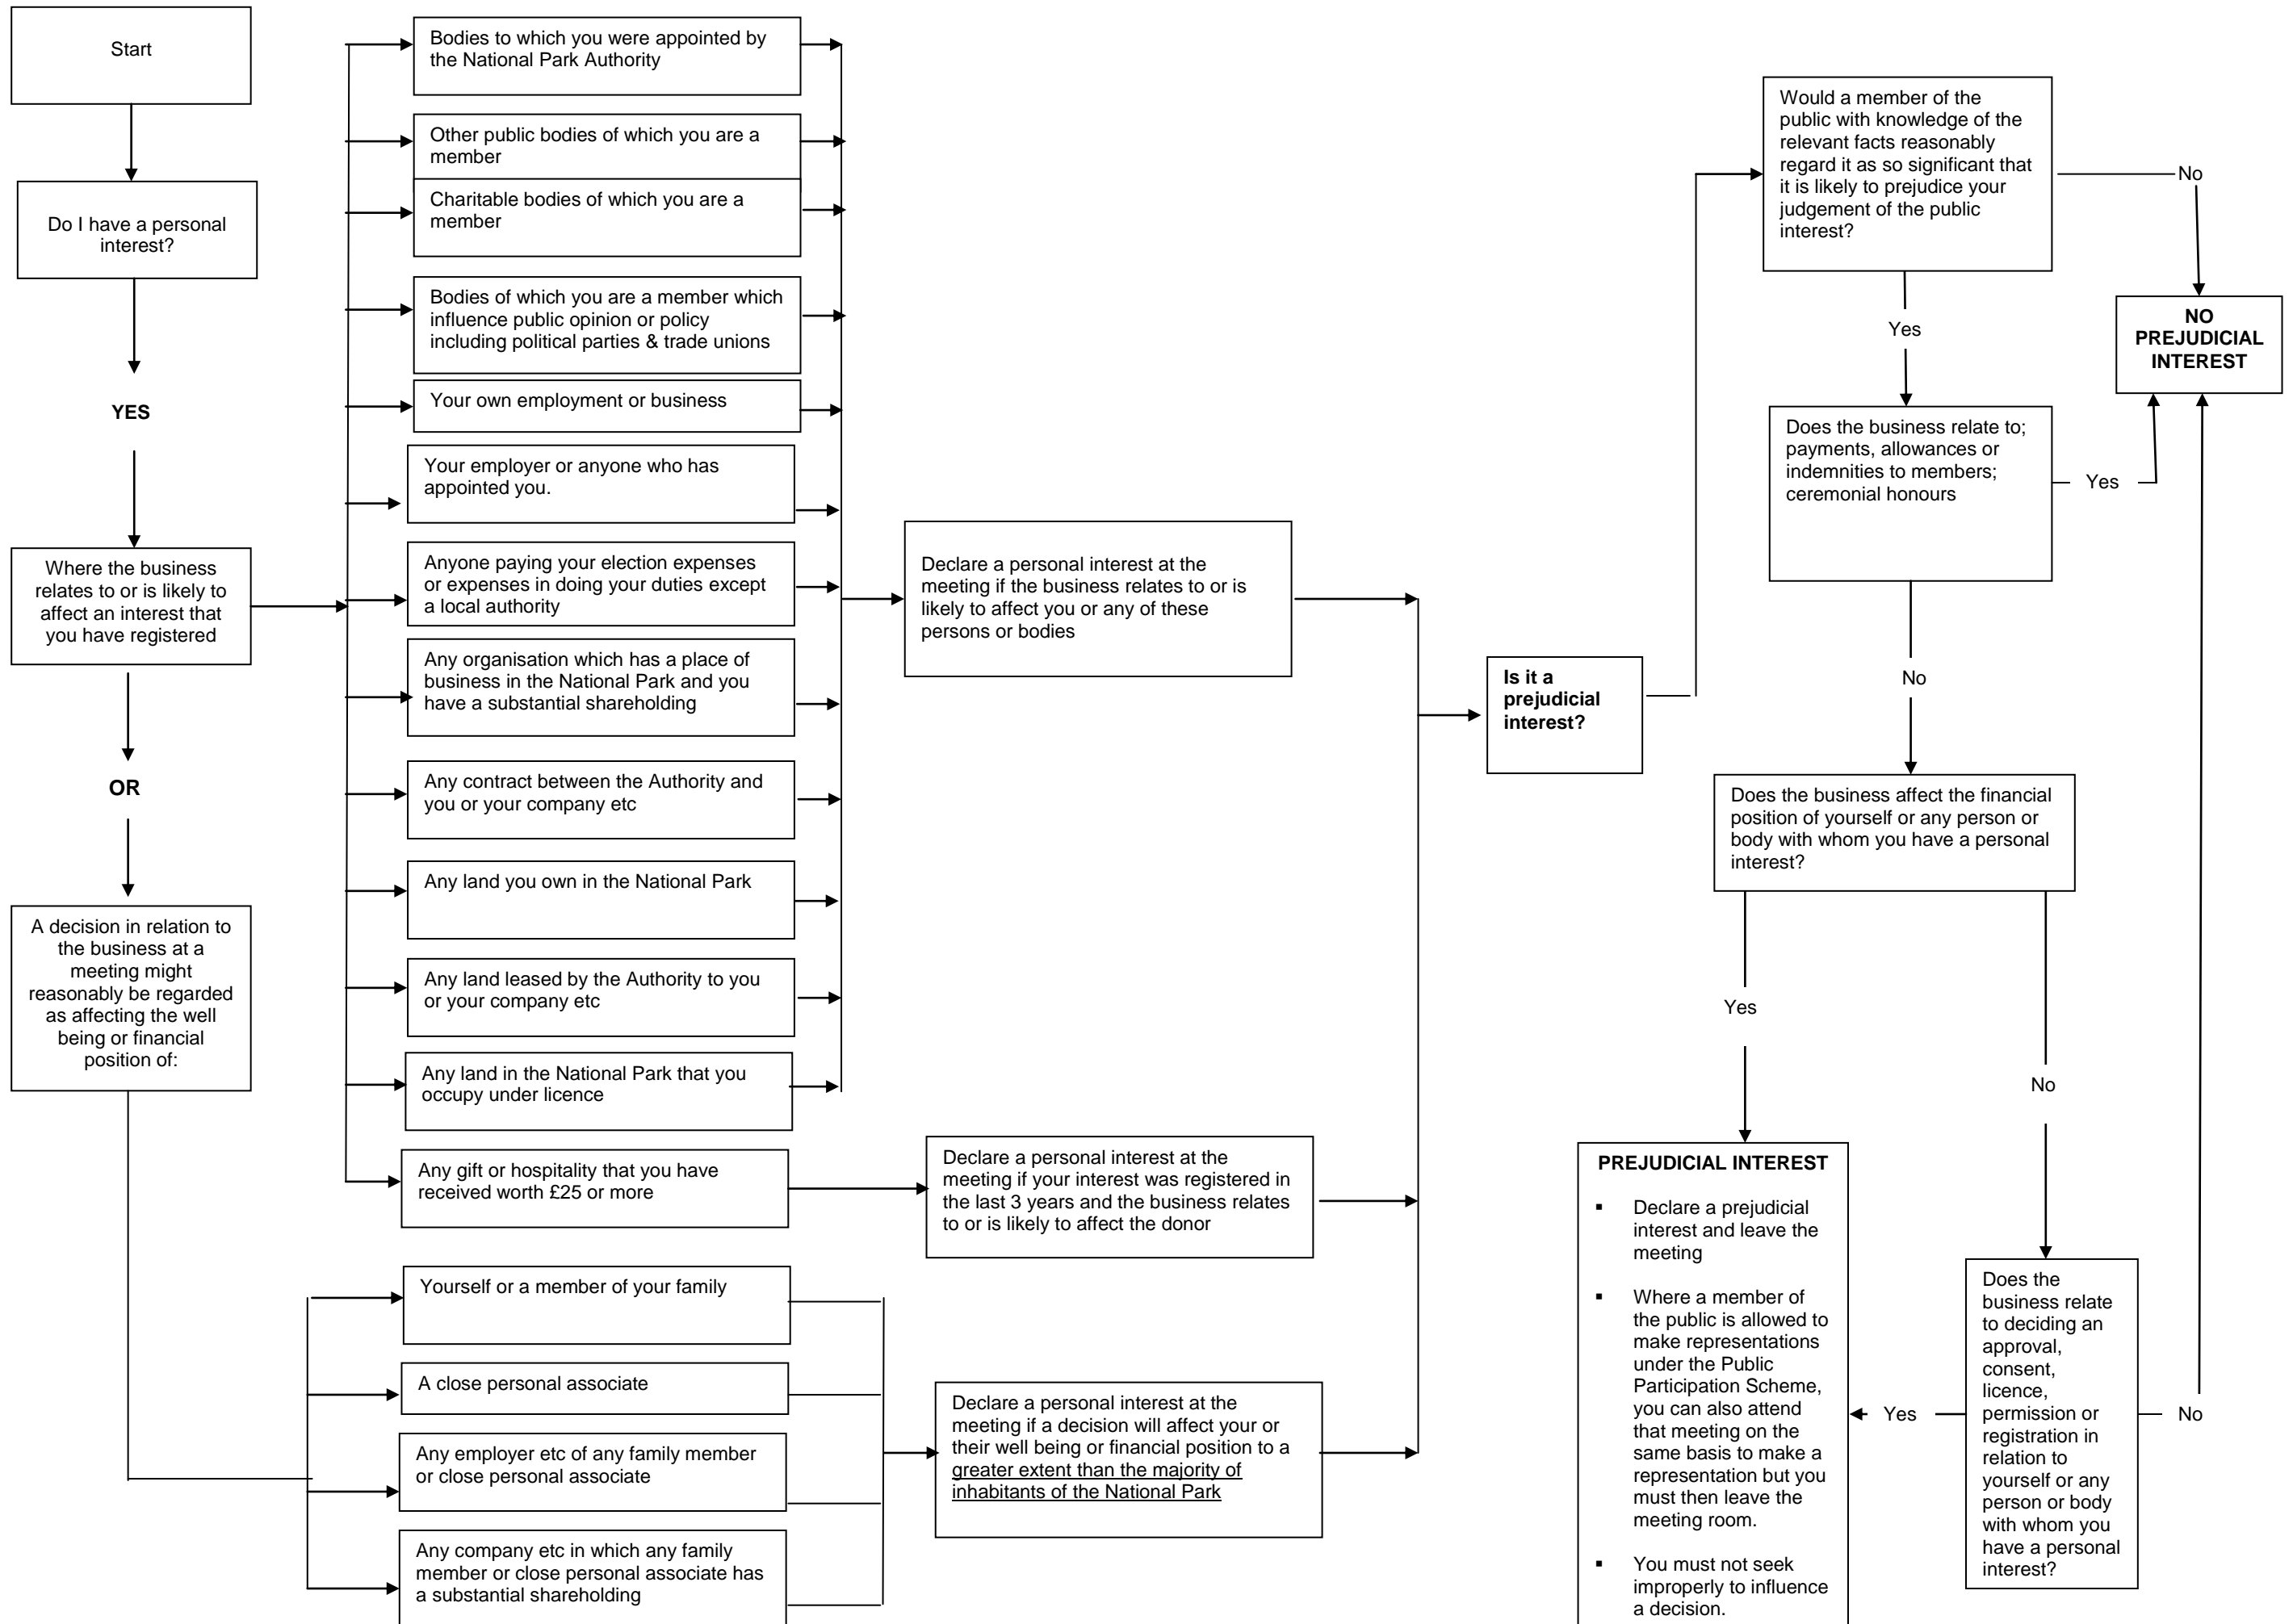 Start
Do I have a personal
interest?
YES
Where the business
relates to or is likely to
affect an interest that
you have registered
OR
A decision in relation to
the business at a
meeting might
reasonably be regarded
as affecting the well
being or financial
position of:
Bodies to which you were appointed by
the National Park Authority
Other public bodies of which you are a
member
Charitable bodies of which you are a
member
Bodies of which you are a member which
influence public opinion or policy
including political parties & trade unions
Your own employment or business
Your employer or anyone who has
appointed you.
Anyone paying your election expenses
or expenses in doing your duties except
a local authority
Any organisation which has a place of
business in the National Park and you
have a substantial shareholding
Any contract between the Authority and
you or your company etc
Any land you own in the National Park
Any land leased by the Authority to you
or your company etc
Any land in the National Park that you
occupy under licence
Any gift or hospitality that you have
received worth £25 or more
Yourself or a member of your family
A close personal associate
Any employer etc of any family member
or close personal associate
Any company etc in which any family
member or close personal associate has
a substantial shareholding
Declare a personal interest at the
meeting if the business relates to or is
likely to affect you or any of these
persons or bodies
Declare a personal interest at the
meeting if your interest was registered in
the last 3 years and the business relates
to or is likely to affect the donor
Declare a personal interest at the
meeting if a decision will affect your or
their well being or financial position to a
greater extent than the majority of
inhabitants of the National Park
Is it a
prejudicial
interest?
Would a member of the
public with knowledge of the
relevant facts reasonably
regard it as so significant that
it is likely to prejudice your
judgement of the public
interest?
No
Yes
NO
PREJUDICIAL
INTEREST
Does the business relate to;
payments, allowances or
indemnities to members;
ceremonial honours
Yes
No
Does the business affect the financial
position of yourself or any person or
body with whom you have a personal
interest?
Yes
No
PREJUDICIAL INTEREST
▪ Declare a prejudicial
interest and leave the
meeting
▪ Where a member of
the public is allowed to
make representations
under the Public
Participation Scheme,
you can also attend
that meeting on the
same basis to make a
representation but you
must then leave the
meeting room.
▪ You must not seek
improperly to influence
a decision.
Yes
Does the
business relate
to deciding an
approval,
consent,
licence,
permission or
registration in
relation to
yourself or any
person or body
with whom you
have a personal
interest?
No